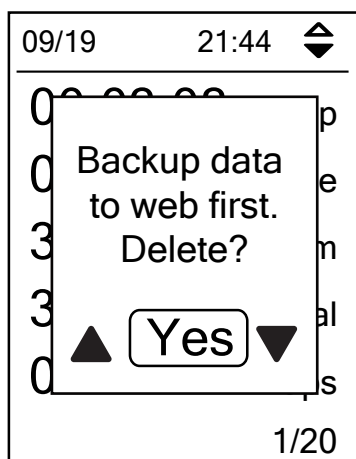 09/19 21:44
Backup data
to web first.
Delete?
Yes
1/20